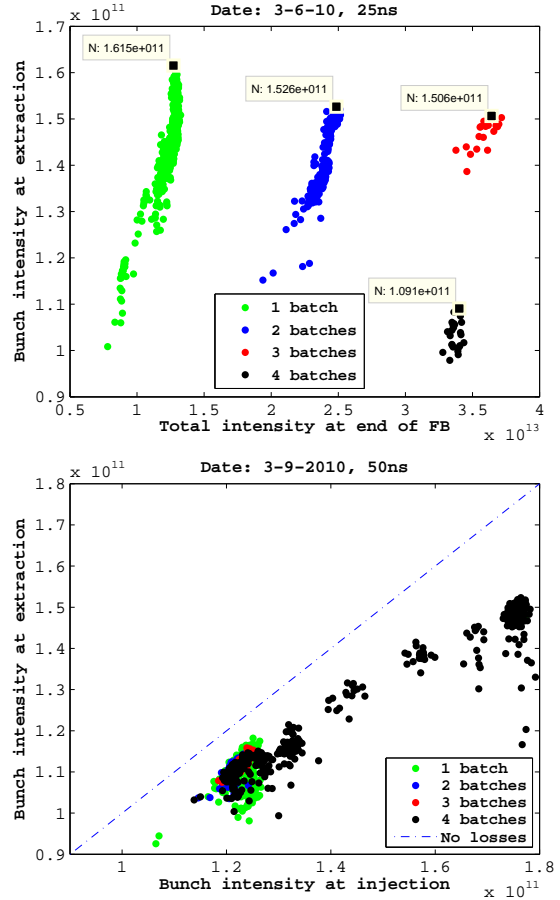 Date: 3-6-10, 25ns
x 10^11
Bunch intensity at extraction
1.7
1.6
1.5
1.4
1.3
1.2
1.1
1
0.9
N: 1.615e+011
N: 1.526e+011
N: 1.506e+011
N: 1.091e+011
1 batch
2 batches
3 batches
4 batches
0.5 1 1.5 2 2.5 3 3.5 4
Total intensity at end of FB
x 10^13
Date: 3-9-2010, 50ns
x 10^11
Bunch intensity at extraction
1.8
1.7
1.6
1.5
1.4
1.3
1.2
1.1
1
0.9
1 batch
2 batches
3 batches
4 batches
No losses
1 1.2 1.4 1.6 1.8
Bunch intensity at injection
x 10^11